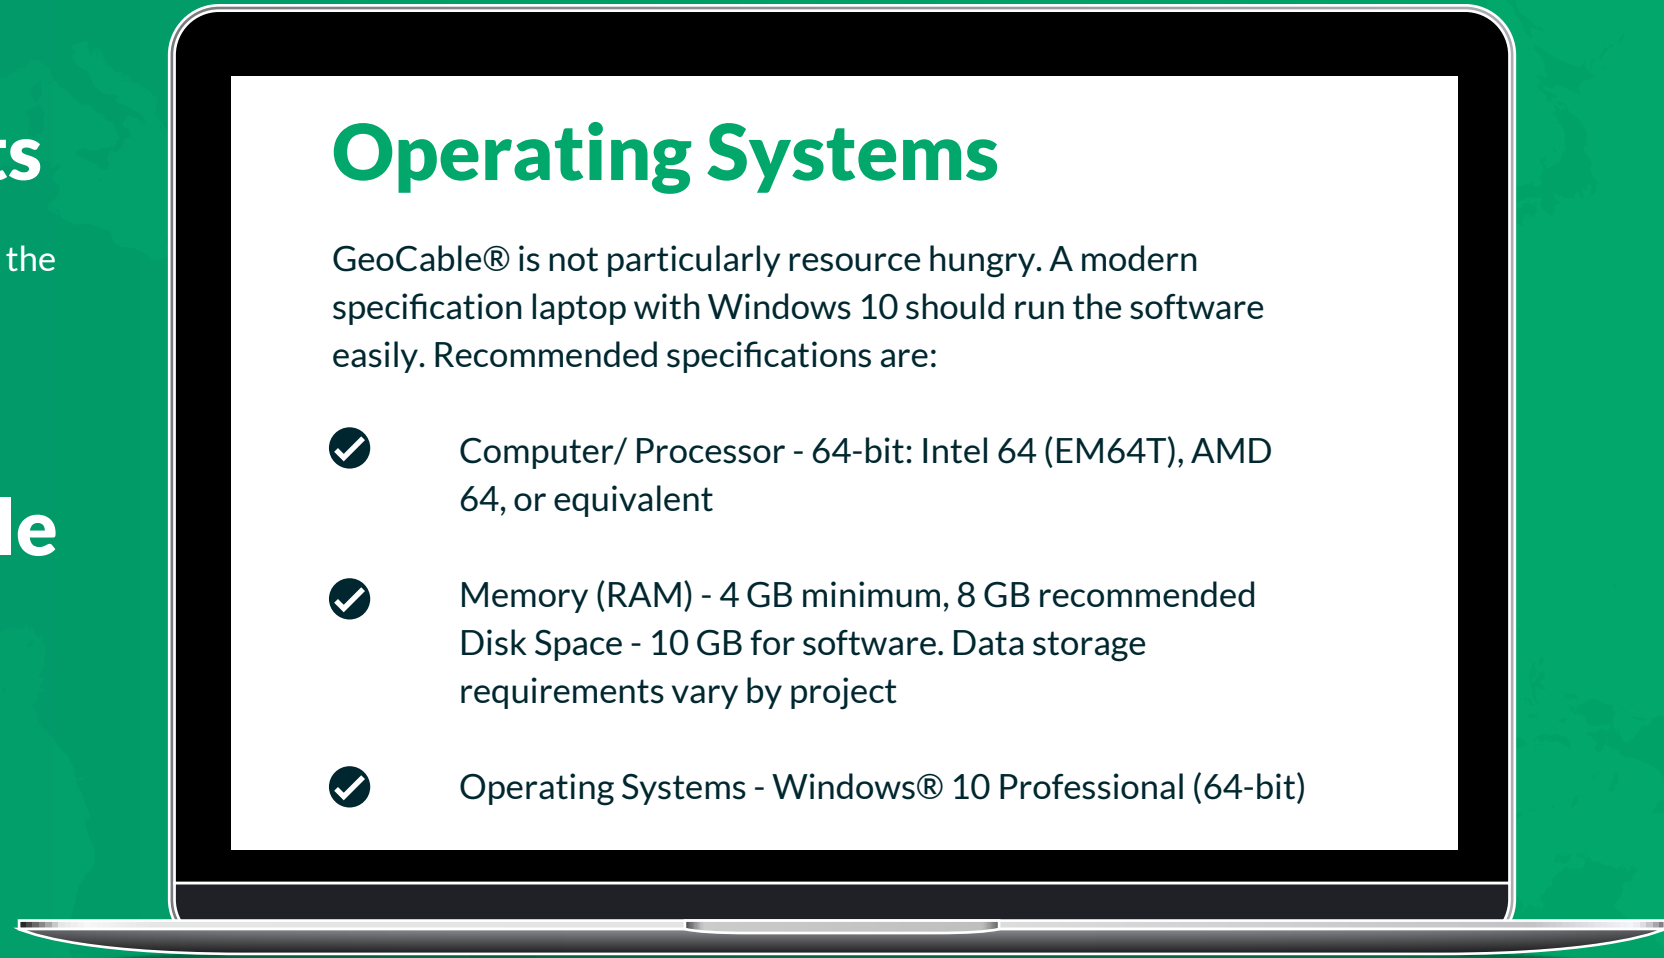 ts
the
le
Operating Systems
GeoCable® is not particularly resource hungry. A modern
specification laptop with Windows 10 should run the software
easily. Recommended specifications are:
Computer/ Processor - 64-bit: Intel 64 (EM64T), AMD
64, or equivalent
Memory (RAM) - 4 GB minimum, 8 GB recommended
Disk Space - 10 GB for software. Data storage
requirements vary by project
Operating Systems - Windows® 10 Professional (64-bit)